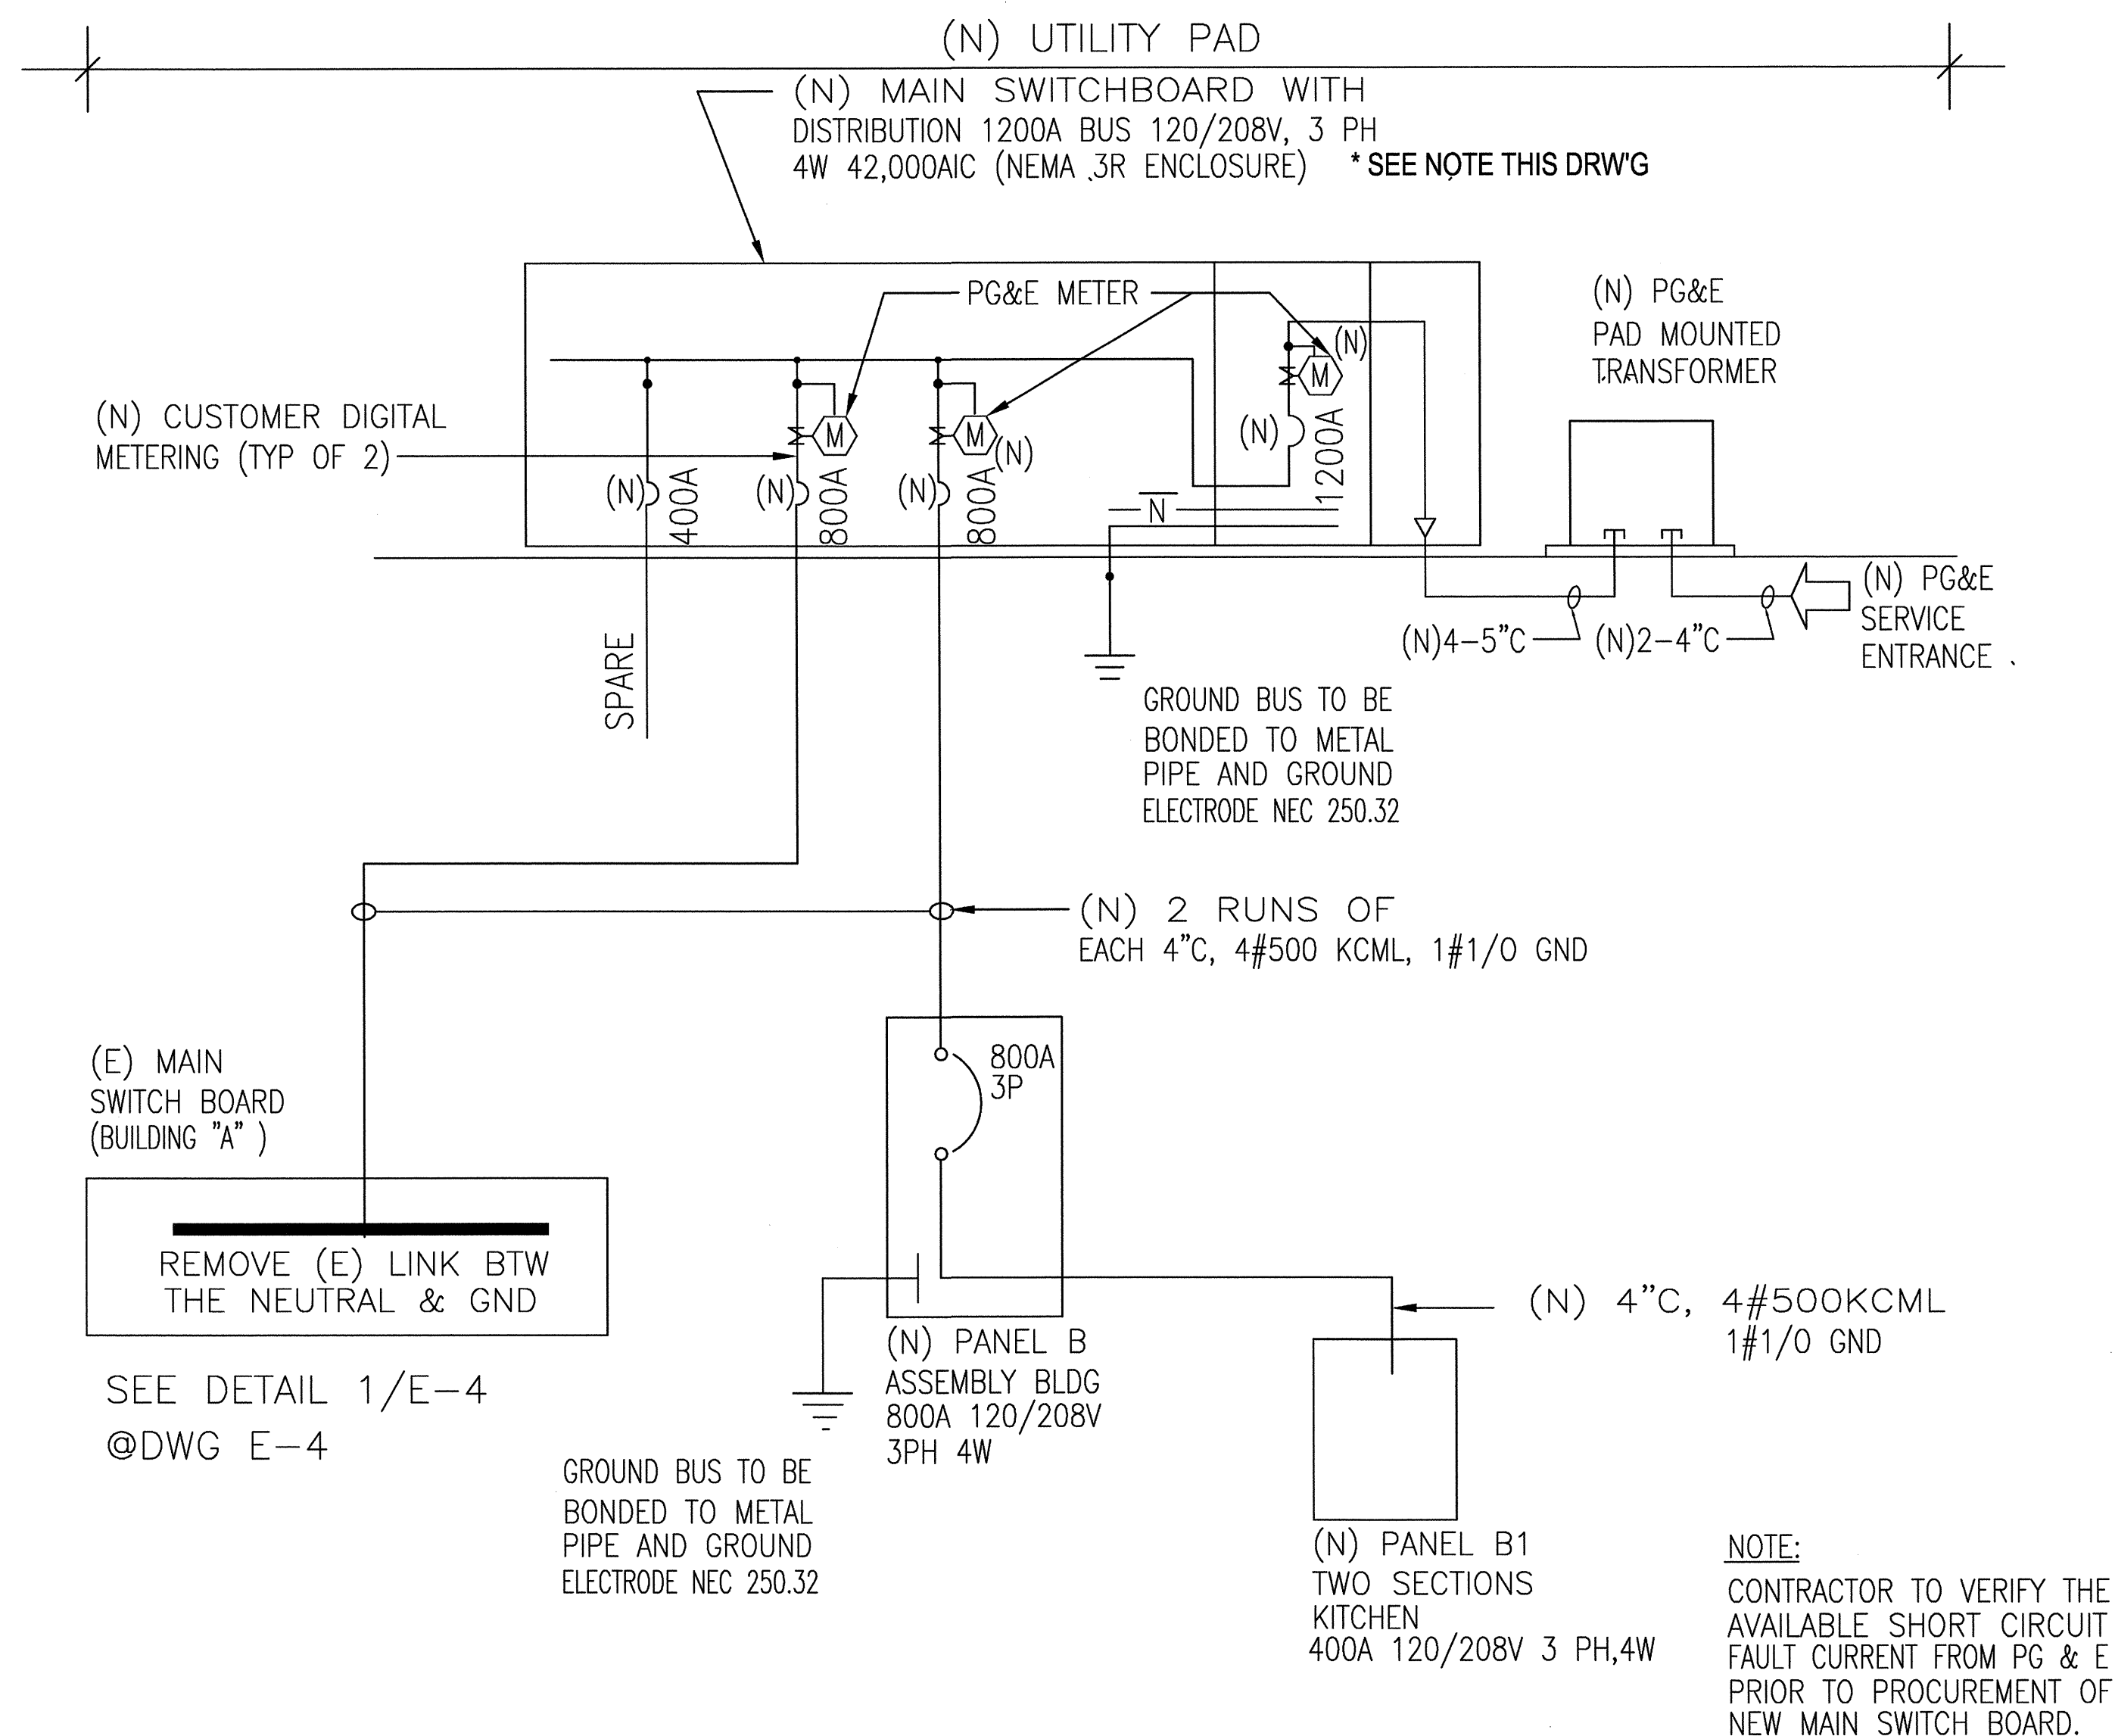 (N) UTILITY PAD
(N) MAIN SWITCHBOARD WITH
DISTRIBUTION 1200A BUS 120/208V, 3 PH
4W 42,000AIC (NEMA 3R ENCLOSURE) * SEE NOTE THIS DRW'G
PG&E METER
(N)
M
(N)
1200A
(N) PG&E
PAD MOUNTED
TRANSFORMER
(N) CUSTOMER DIGITAL
METERING (TYP OF 2)
M
M
(N)
(N)
400A
(N)
800A
(N)
800A
N
SPARE
(N)4-5"C
(N)2-4"C
(N) PG&E
SERVICE
ENTRANCE
GROUND BUS TO BE
BONDED TO METAL
PIPE AND GROUND
ELECTRODE NEC 250.32
(N) 2 RUNS OF
EACH 4"C, 4#500 KCML, 1#1/0 GND
(E) MAIN
SWITCH BOARD
(BUILDING "A" )
800A
3P
REMOVE (E) LINK BTW
THE NEUTRAL & GND
SEE DETAIL 1/E-4
@DWG E-4
(N) PANEL B
ASSEMBLY BLDG
800A 120/208V
3PH 4W
(N) 4"C, 4#500KCML
1#1/0 GND
GROUND BUS TO BE
BONDED TO METAL
PIPE AND GROUND
ELECTRODE NEC 250.32
(N) PANEL B1
TWO SECTIONS
KITCHEN
400A 120/208V 3 PH,4W
NOTE:
CONTRACTOR TO VERIFY THE
AVAILABLE SHORT CIRCUIT
FAULT CURRENT FROM PG & E
PRIOR TO PROCUREMENT OF
NEW MAIN SWITCH BOARD.